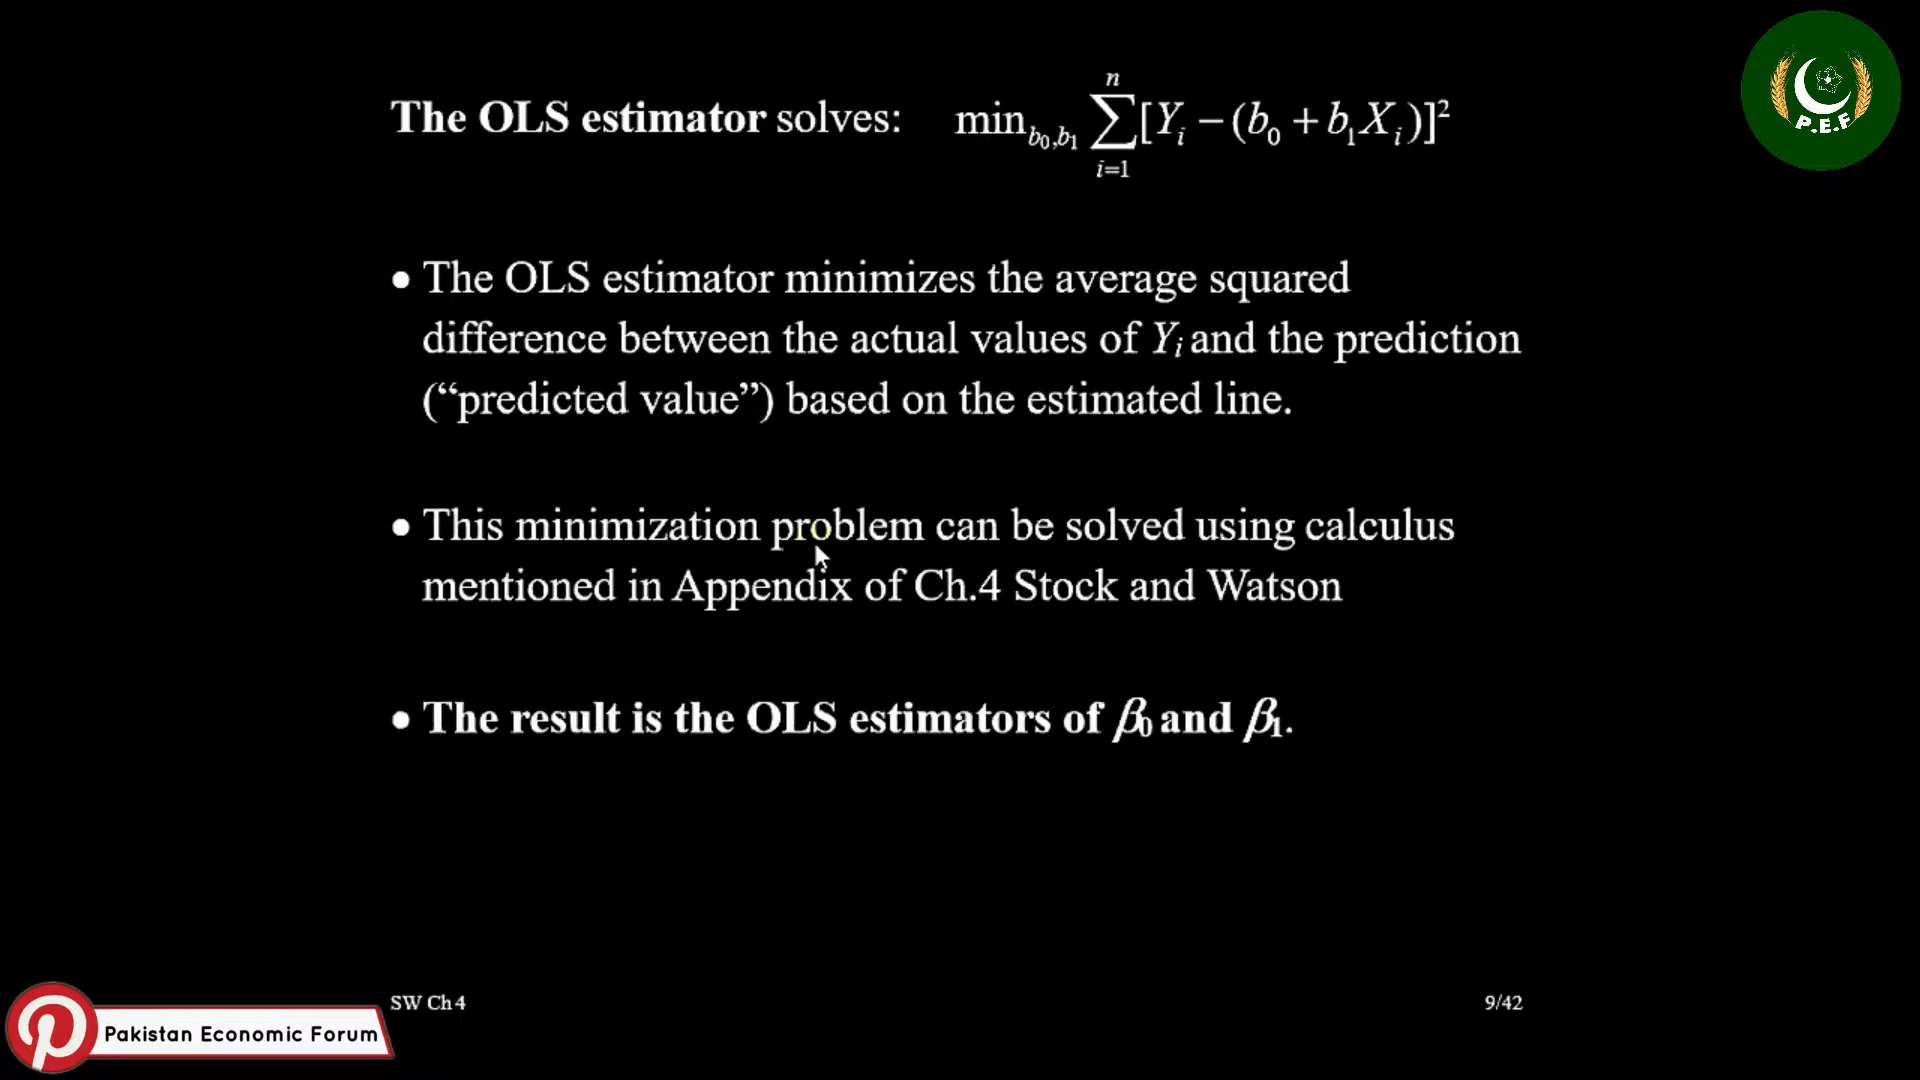 P.E.F
The OLS estimator solves: min_{b₀,b₁} \sum_{i=1}^{n} [Y_i − (b₀ + b₁X_i)]²
• The OLS estimator minimizes the average squared
difference between the actual values of Y_i and the prediction
(“predicted value”) based on the estimated line.
• This minimization problem can be solved using calculus
mentioned in Appendix of Ch.4 Stock and Watson
• The result is the OLS estimators of β₀ and β₁.
SW Ch 4
9/42
Pakistan Economic Forum